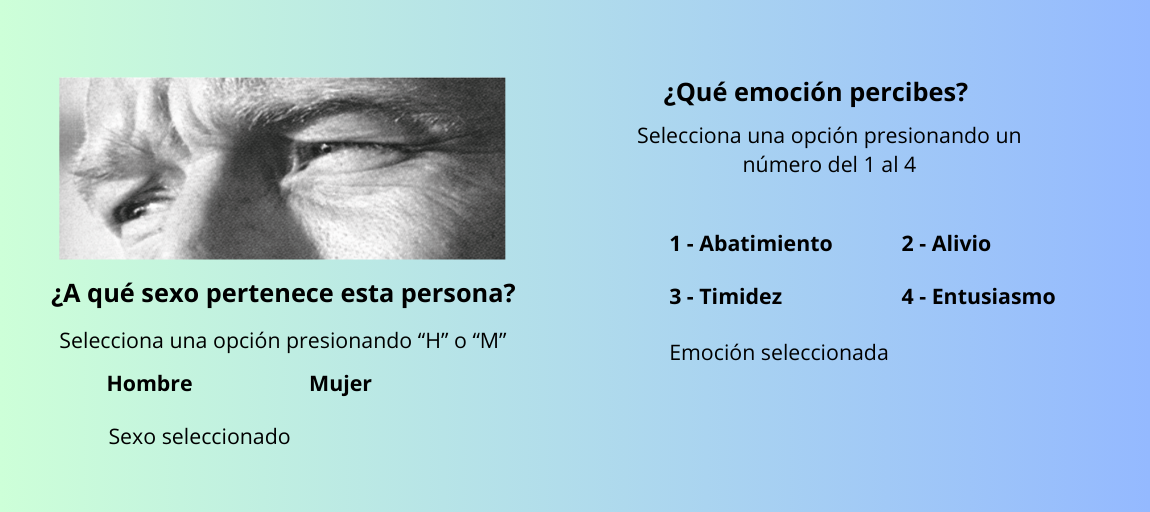 ¿A qué sexo pertenece esta persona?
Selecciona una opción presionando “H” o “M”
Hombre
Mujer
Sexo seleccionado
¿Qué emoción percibes?
Selecciona una opción presionando un
número del 1 al 4
1 - Abatimiento
2 - Alivio
3 - Timidez
4 - Entusiasmo
Emoción seleccionada